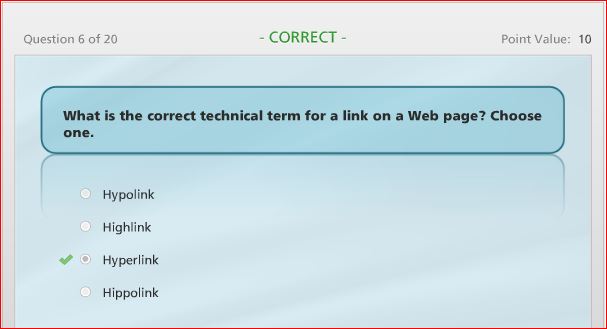 Question 6 of 20
- CORRECT -
Point Value: 10
What is the correct technical term for a link on a Web page? Choose
one.
Hypolink
Highlink
Hyperlink
Hippolink